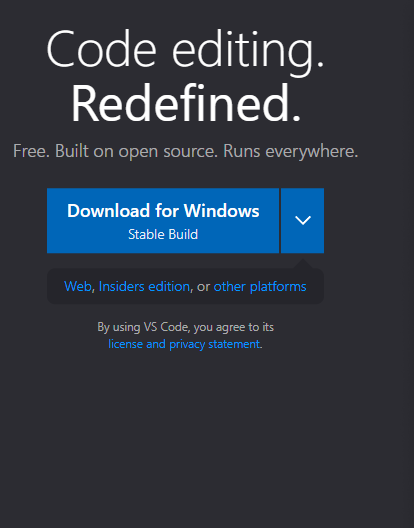 Code editing.
Redefined.
Free. Built on open source. Runs everywhere.
Download for Windows
Stable Build
Web, Insiders edition, or other platforms
By using VS Code, you agree to its
license and privacy statement.